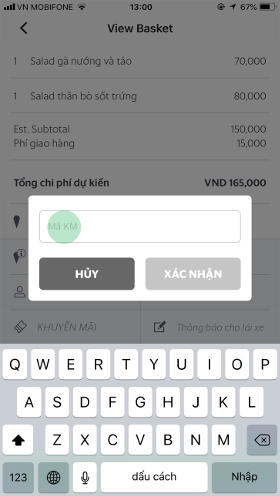 VN MOBIFONE 13:00 67%
View Basket
1 Salad gà nướng và táo 70,000
1 Salad thăn bò sốt trứng 80,000
Est. Subtotal 150,000
Phí giao hàng 15,000
Tổng chi phí dự kiến VND 165,000
Mã KM
HỦY XÁC NHẬN
KHUYẾN MÃI Thông báo cho lái xe
Q W E R T Y U I O P
A S D F G H J K L
Z X C V B N M
123 dấu cách Nhập